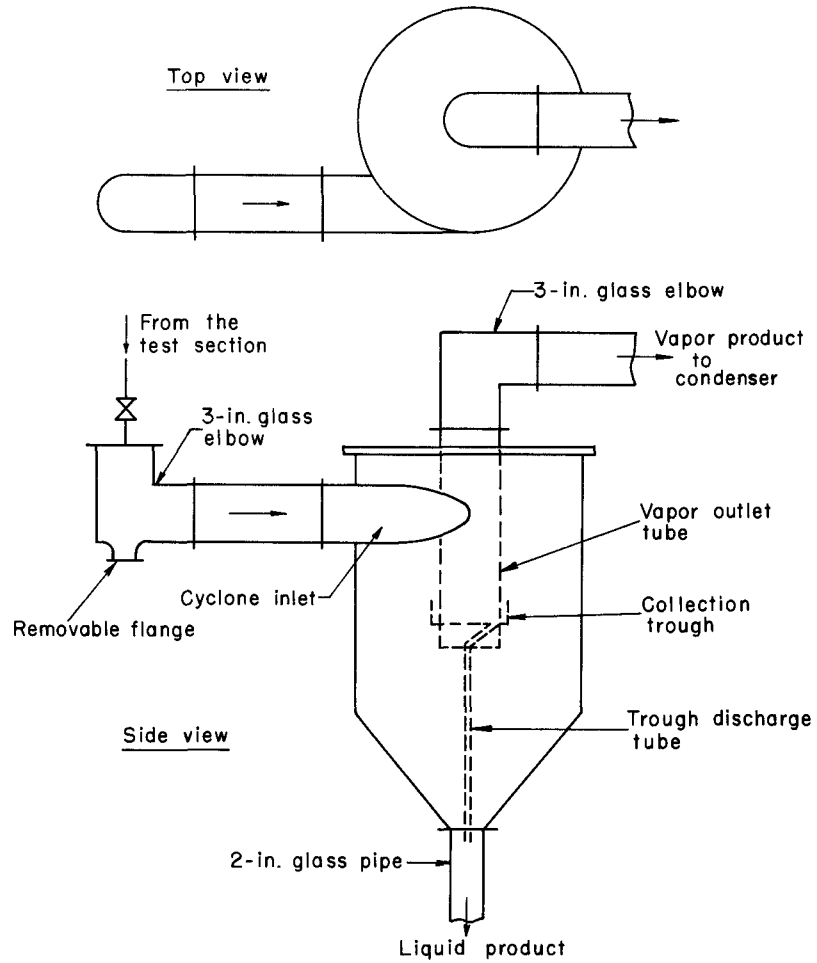 Top view
3-in. glass elbow
From the
test section
Vapor product
to
condenser
3-in. glass
elbow
Vapor outlet
tube
Cyclone inlet
Collection
trough
Removable flange
Trough discharge
tube
Side view
2-in. glass pipe
Liquid product